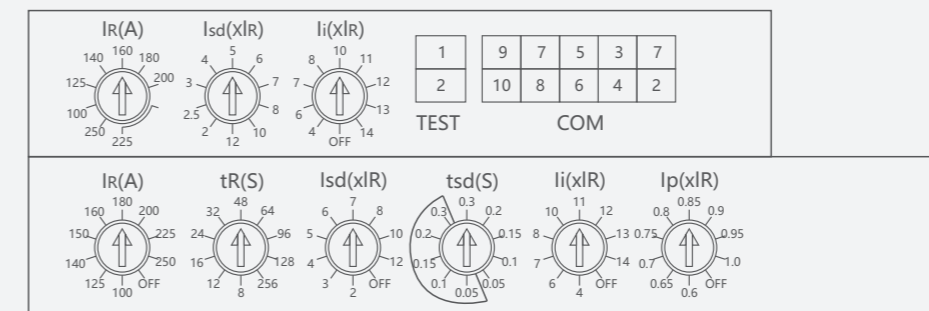 IR(A) Isd(xIR) Ii(xIR)
160 5 10
140 180 4 6 8 11
125 200 3 7 7 12
100 2.5 8 6 13
250 225 2 12 10 4 OFF 14
1 9 7 5 3 7
2 10 8 6 4 2
TEST COM
IR(A) tR(S) Isd(xIR) tsd(S) Ii(xIR) Ip(xIR)
180 48 7 0.3 11 0.85
160 200 32 64 6 8 0.3 0.2 10 12 0.8 0.9
150 225 24 96 5 10 0.2 0.15 8 13 0.75 0.95
140 250 16 128 4 12 0.15 0.1 7 14 0.7 1.0
125 OFF 12 256 3 OFF 0.1 0.05 6 OFF 0.65 OFF
100 8 2 0.05 4 0.6